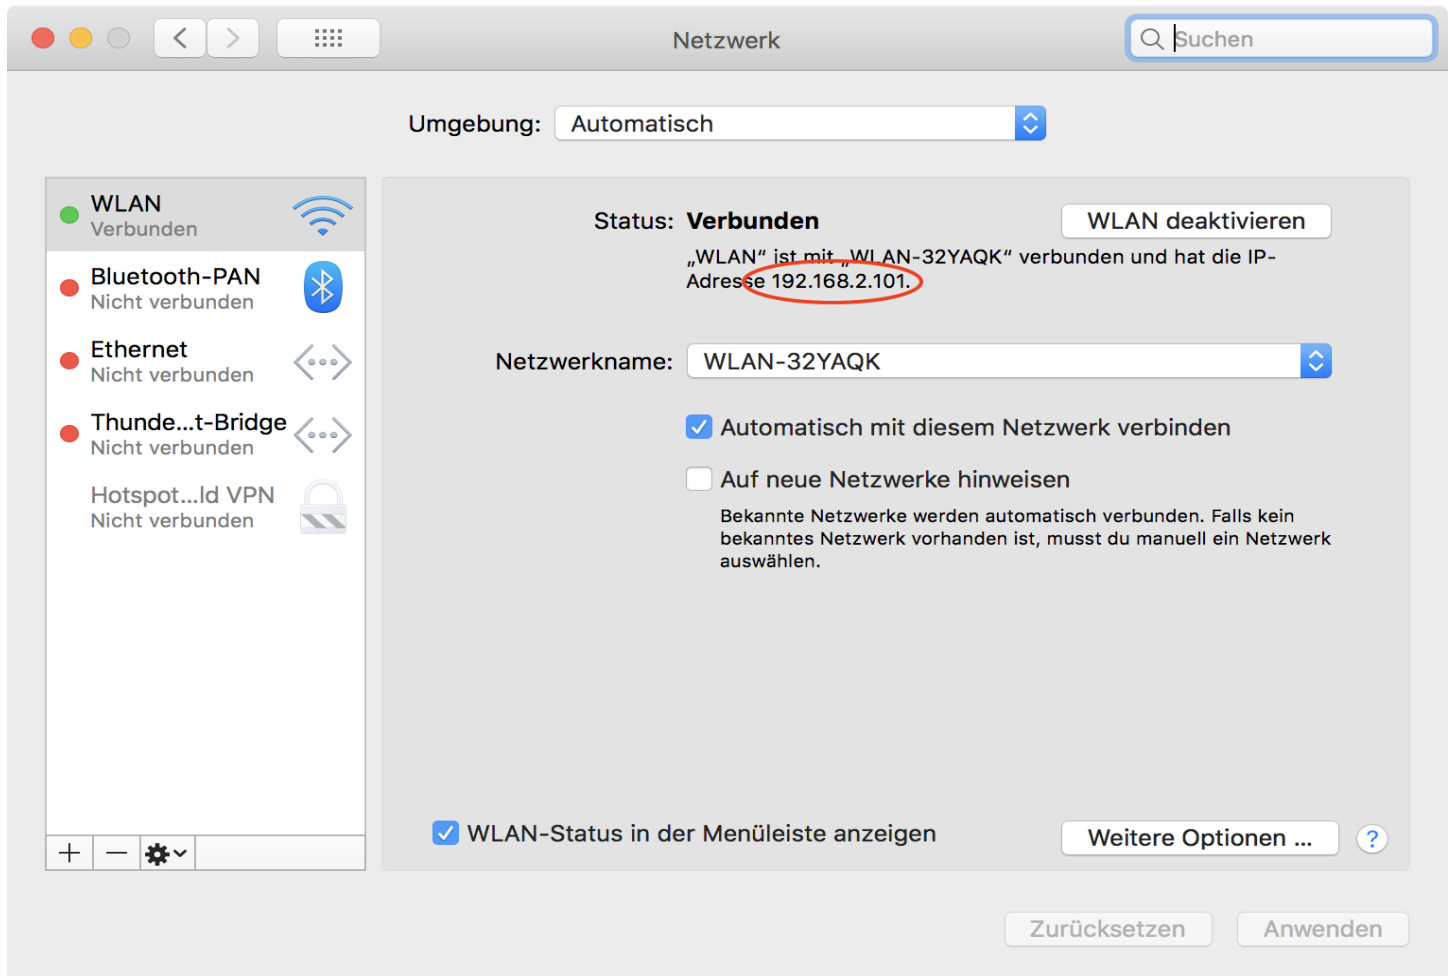 Netzwerk
Suchen
Umgebung: Automatisch
WLAN
Verbunden
Bluetooth-PAN
Nicht verbunden
Ethernet
Nicht verbunden
Thunde...t-Bridge
Nicht verbunden
Hotspot...ld VPN
Nicht verbunden
Status: Verbunden
WLAN deaktivieren
„WLAN“ ist mit „WLAN-32YAQK“ verbunden und hat die IP-
Adresse 192.168.2.101.
Netzwerkname: WLAN-32YAQK
Automatisch mit diesem Netzwerk verbinden
Auf neue Netzwerke hinweisen
Bekannte Netzwerke werden automatisch verbunden. Falls kein
bekanntes Netzwerk vorhanden ist, musst du manuell ein Netzwerk
auswählen.
WLAN-Status in der Menüleiste anzeigen
Weitere Optionen ...
?
Zurücksetzen
Anwenden